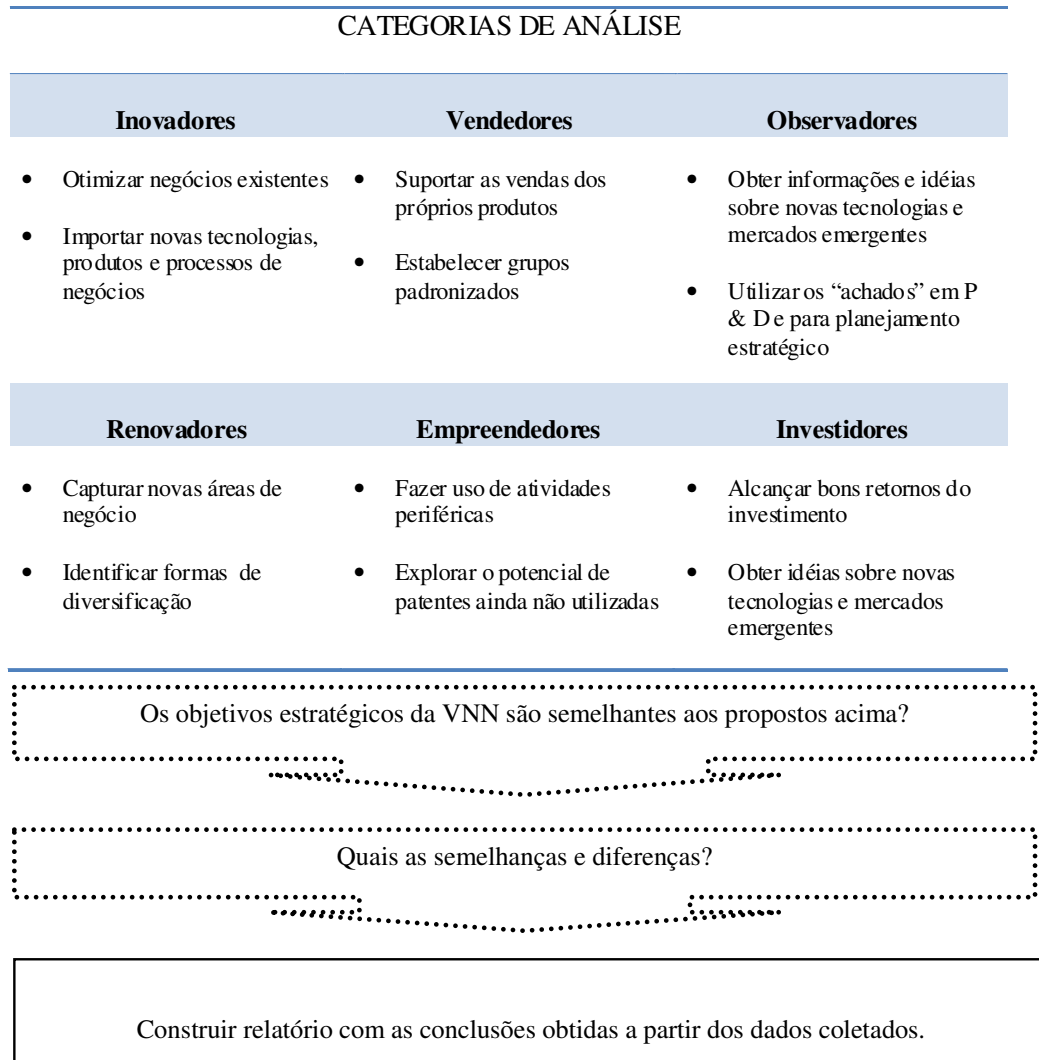 CATEGORIAS DE ANÁLISE
Inovadores
• Otimizar negócios existentes
• Importar novas tecnologias,
produtos e processos de
negócios
Vendedores
• Suportar as vendas dos
próprios produtos
• Estabelecer grupos
padronizados
Observadores
• Obter informações e idéias
sobre novas tecnologias e
mercados emergentes
• Utilizar os “achados” em P
& D e para planejamento
estratégico
Renovadores
• Capturar novas áreas de
negócio
• Identificar formas de
diversificação
Empreendedores
• Fazer uso de atividades
periféricas
• Explorar o potencial de
patentes ainda não utilizadas
Investidores
• Alcançar bons retornos do
investimento
• Obter idéias sobre novas
tecnologias e mercados
emergentes
Os objetivos estratégicos da VNN são semelhantes aos propostos acima?
Quais as semelhanças e diferenças?
Construir relatório com as conclusões obtidas a partir dos dados coletados.